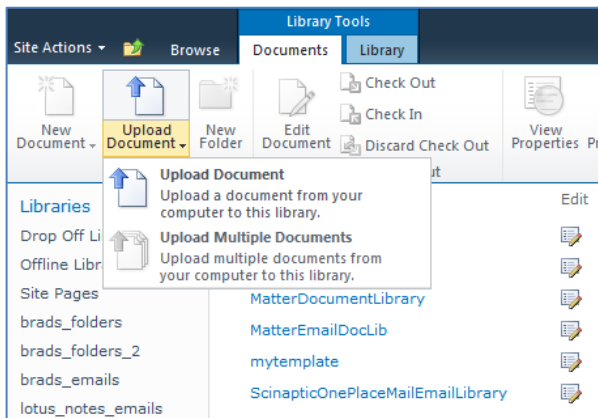 Library Tools
Site Actions
Browse
Documents
Library
New
Document
Upload
Document
New
Folder
Edit
Document
Check Out
Check In
Discard Check Out
View
Properties
Upload Document
Upload a document from your
computer to this library.
Upload Multiple Documents
Upload multiple documents from
your computer to this library.
Libraries
Drop Off Li
Offline Libr
Site Pages
brads_folders
brads_folders_2
brads_emails
lotus_notes_emails
Edit
MatterDocumentLibrary
MatterEmailDocLib
mytemplate
ScinapticOnePlaceMailEmailLibrary